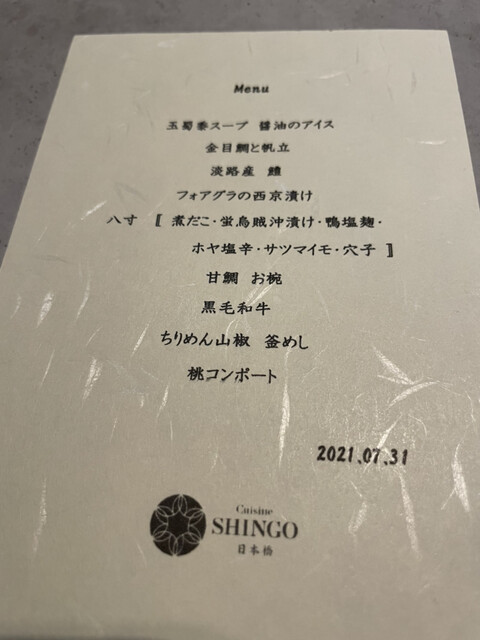 Menu
玉蜀黍スープ 醤油のアイス
金目鯛と帆立
淡路産 鱧
フォアグラの西京漬け
八寸 〖 煮だこ・蛍烏賊沖漬け・鴨塩麹・
ホヤ塩辛・サツマイモ・穴子 〗
甘鯛 お椀
黒毛和牛
ちりめん山椒 釜めし
桃コンポート
2021.07.31
Cuisine
SHINGO
日本橋